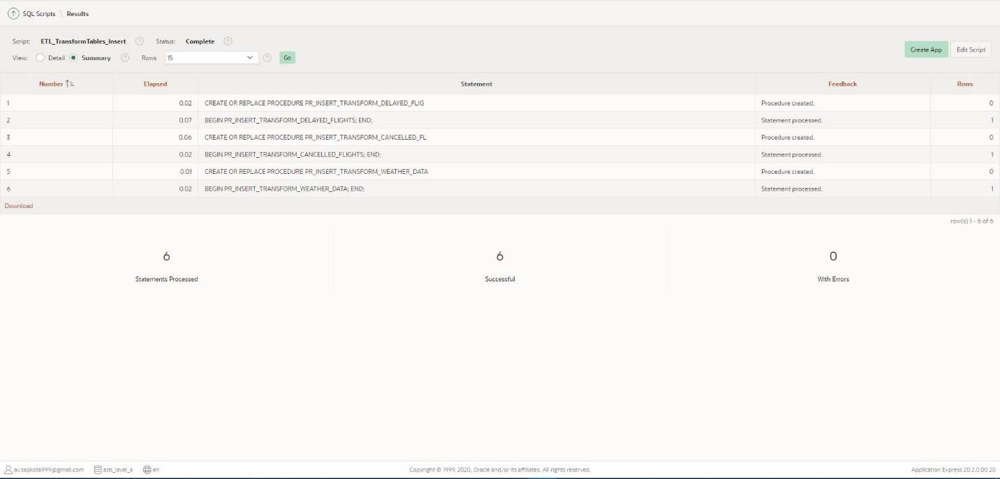 SQL Scripts \ Results
Script: ETL_TransformTables_Insert ? Status: Complete ?
View: Detail Summary ? Rows 15 ? Go
Create App Edit Script
Number Elapsed Statement Feedback Rows
1 0.02 CREATE OR REPLACE PROCEDURE PR_INSERT_TRANSFORM_DELAYED_FLIG Procedure created. 0
2 0.07 BEGIN PR_INSERT_TRANSFORM_DELAYED_FLIGHTS; END; Statement processed. 1
3 0.06 CREATE OR REPLACE PROCEDURE PR_INSERT_TRANSFORM_CANCELLED_FL Procedure created. 0
4 0.02 BEGIN PR_INSERT_TRANSFORM_CANCELLED_FLIGHTS; END; Statement processed. 1
5 0.01 CREATE OR REPLACE PROCEDURE PR_INSERT_TRANSFORM_WEATHER_DATA Procedure created. 0
6 0.02 BEGIN PR_INSERT_TRANSFORM_WEATHER_DATA; END; Statement processed. 1
Download
row(s) 1 - 6 of 6
6 6 0
Statements Processed Successful With Errors
av.sapkota999@gmail.com ads_level_6 en Copyright © 1999, 2020, Oracle and/or its affiliates. All rights reserved. Application Express 20.2.0.00.20